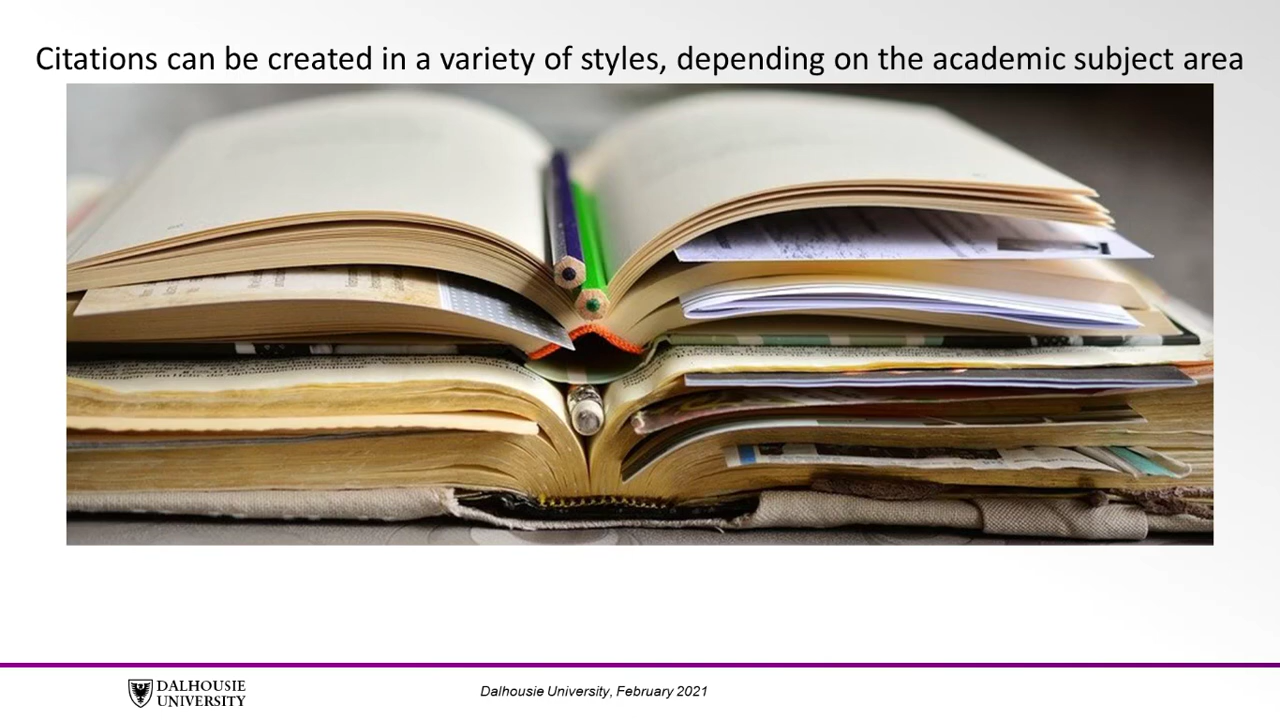 Citations can be created in a variety of styles, depending on the academic subject area
DALHOUSIE
UNIVERSITY
Dalhousie University, February 2021